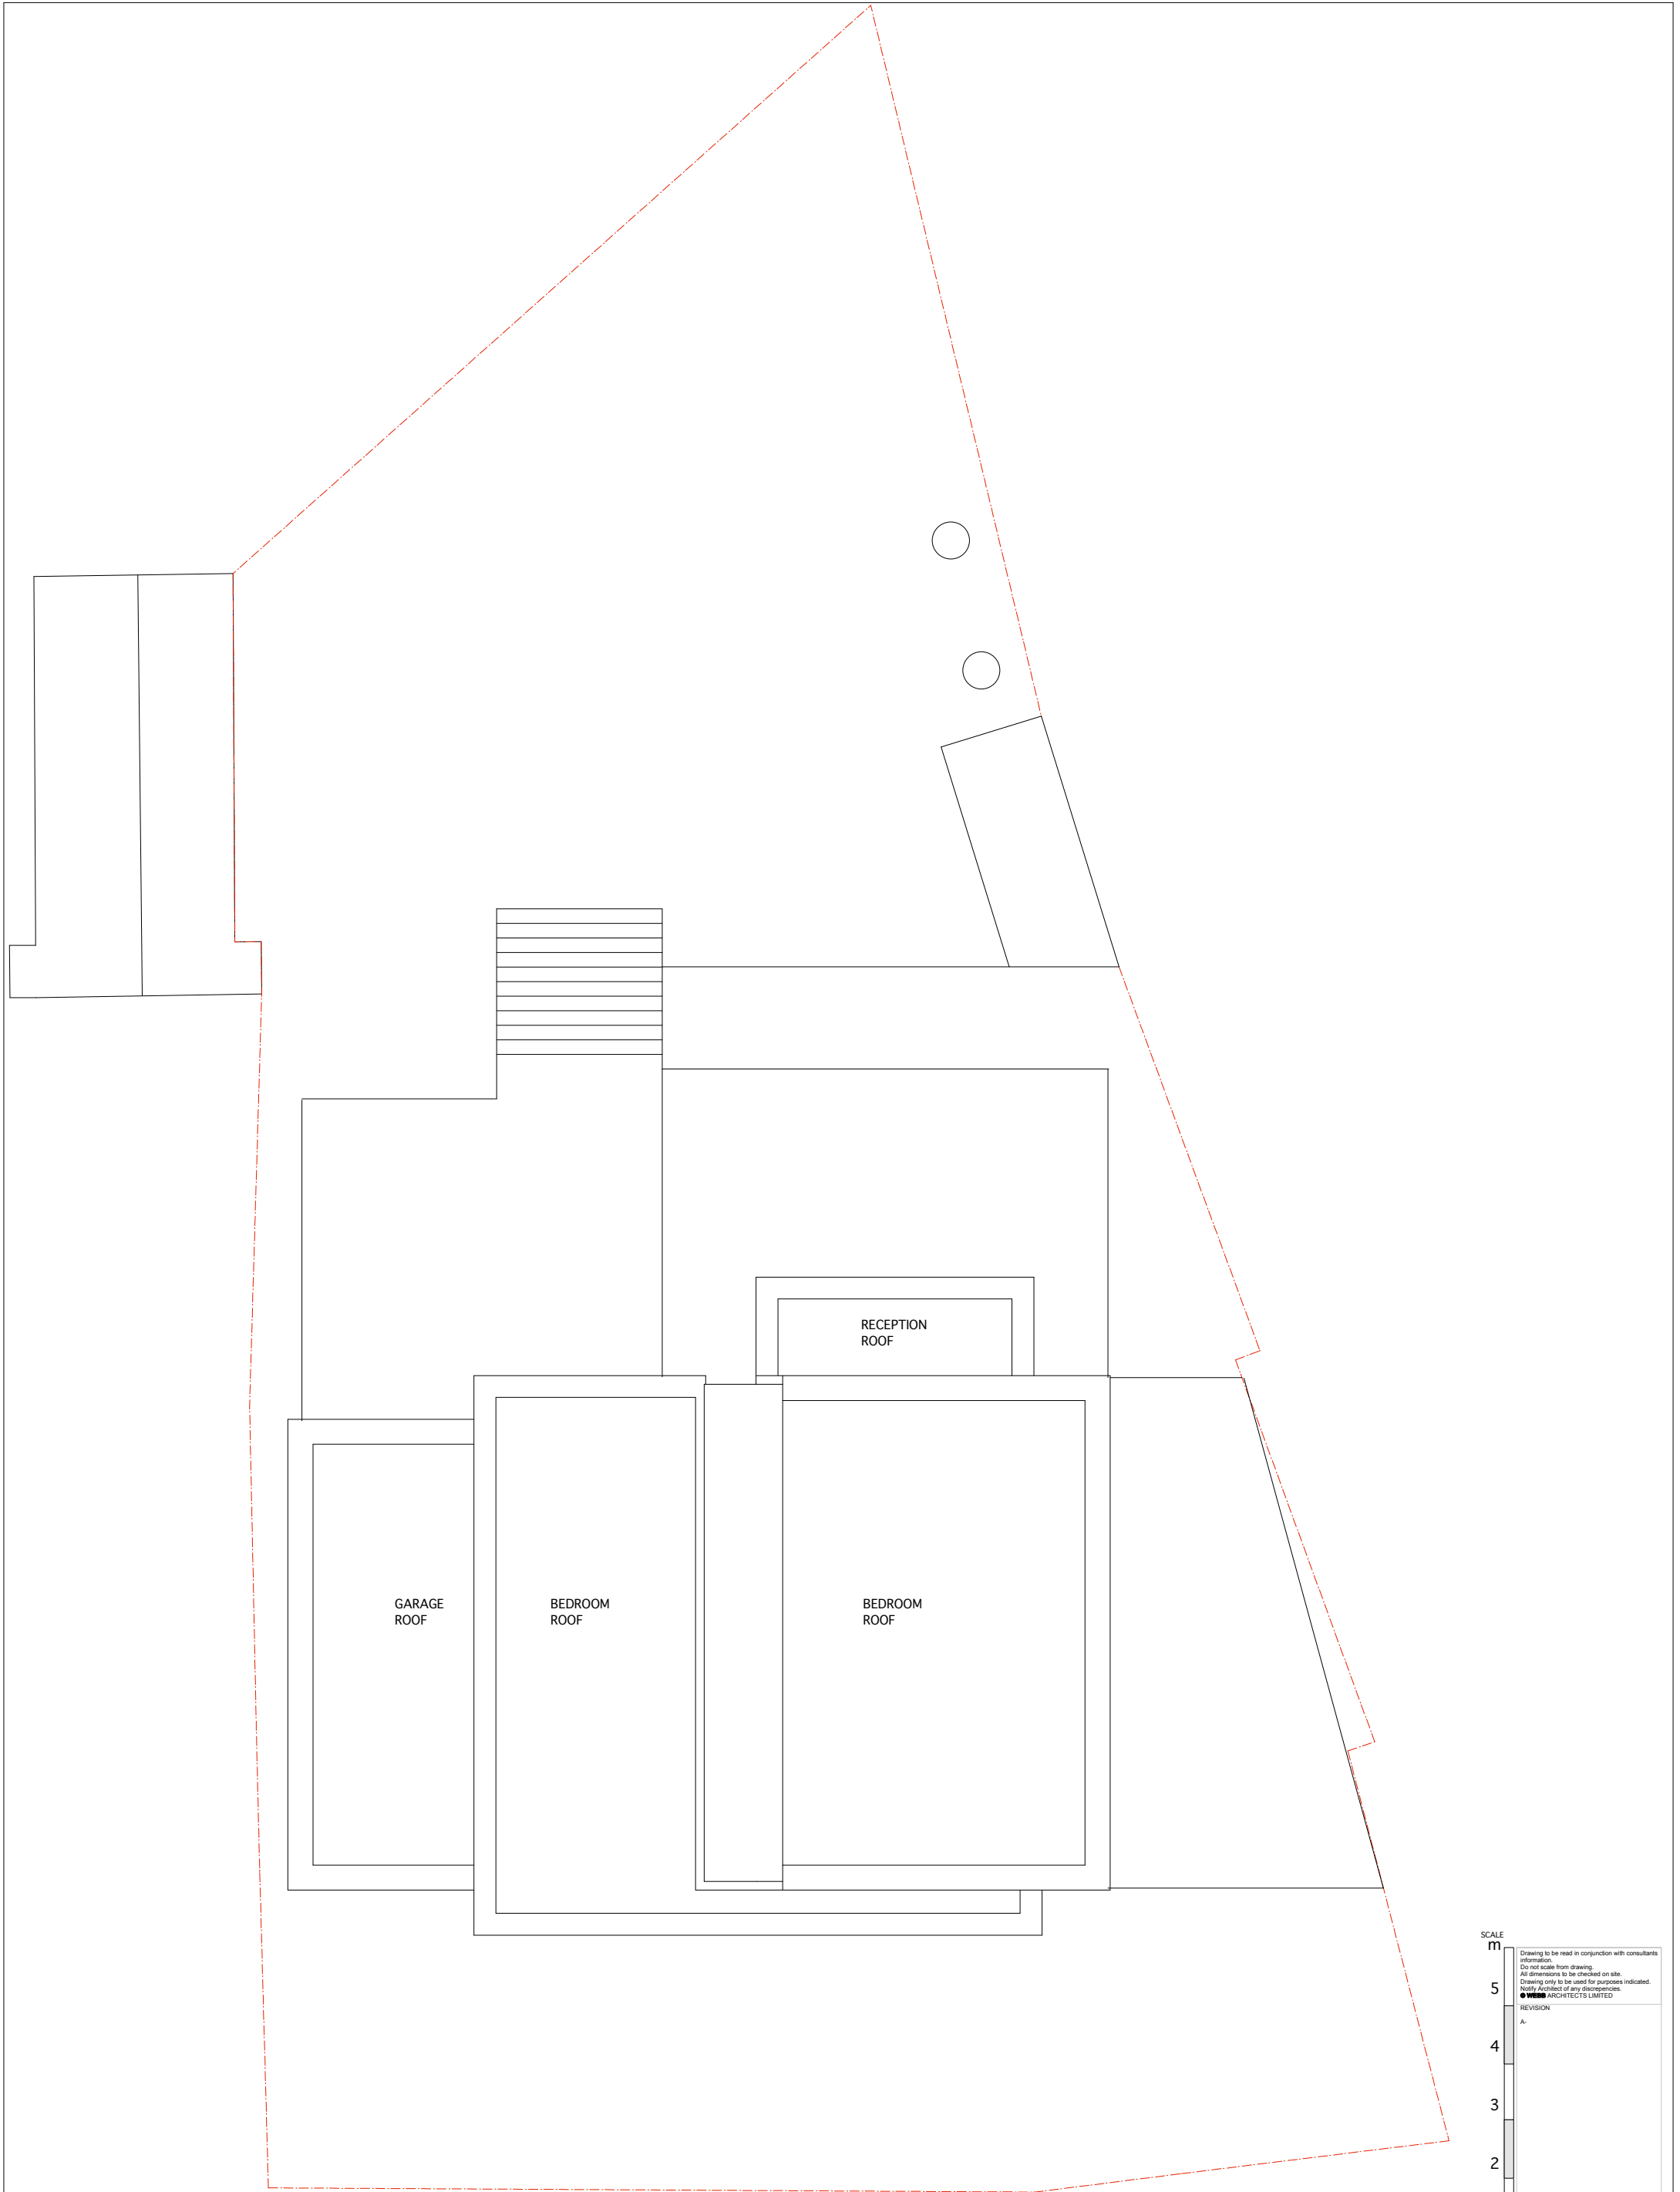 RECEPTION
ROOF
GARAGE
ROOF
BEDROOM
ROOF
BEDROOM
ROOF
SCALE
m
5
4
3
2
Drawing to be read in conjunction with consultants
information.
Do not scale from drawing.
All dimensions to be checked on site.
Drawing only to be used for purposes indicated.
Notify Architect of any discrepencies.
WEBB ARCHITECTS LIMITED
REVISION
A-